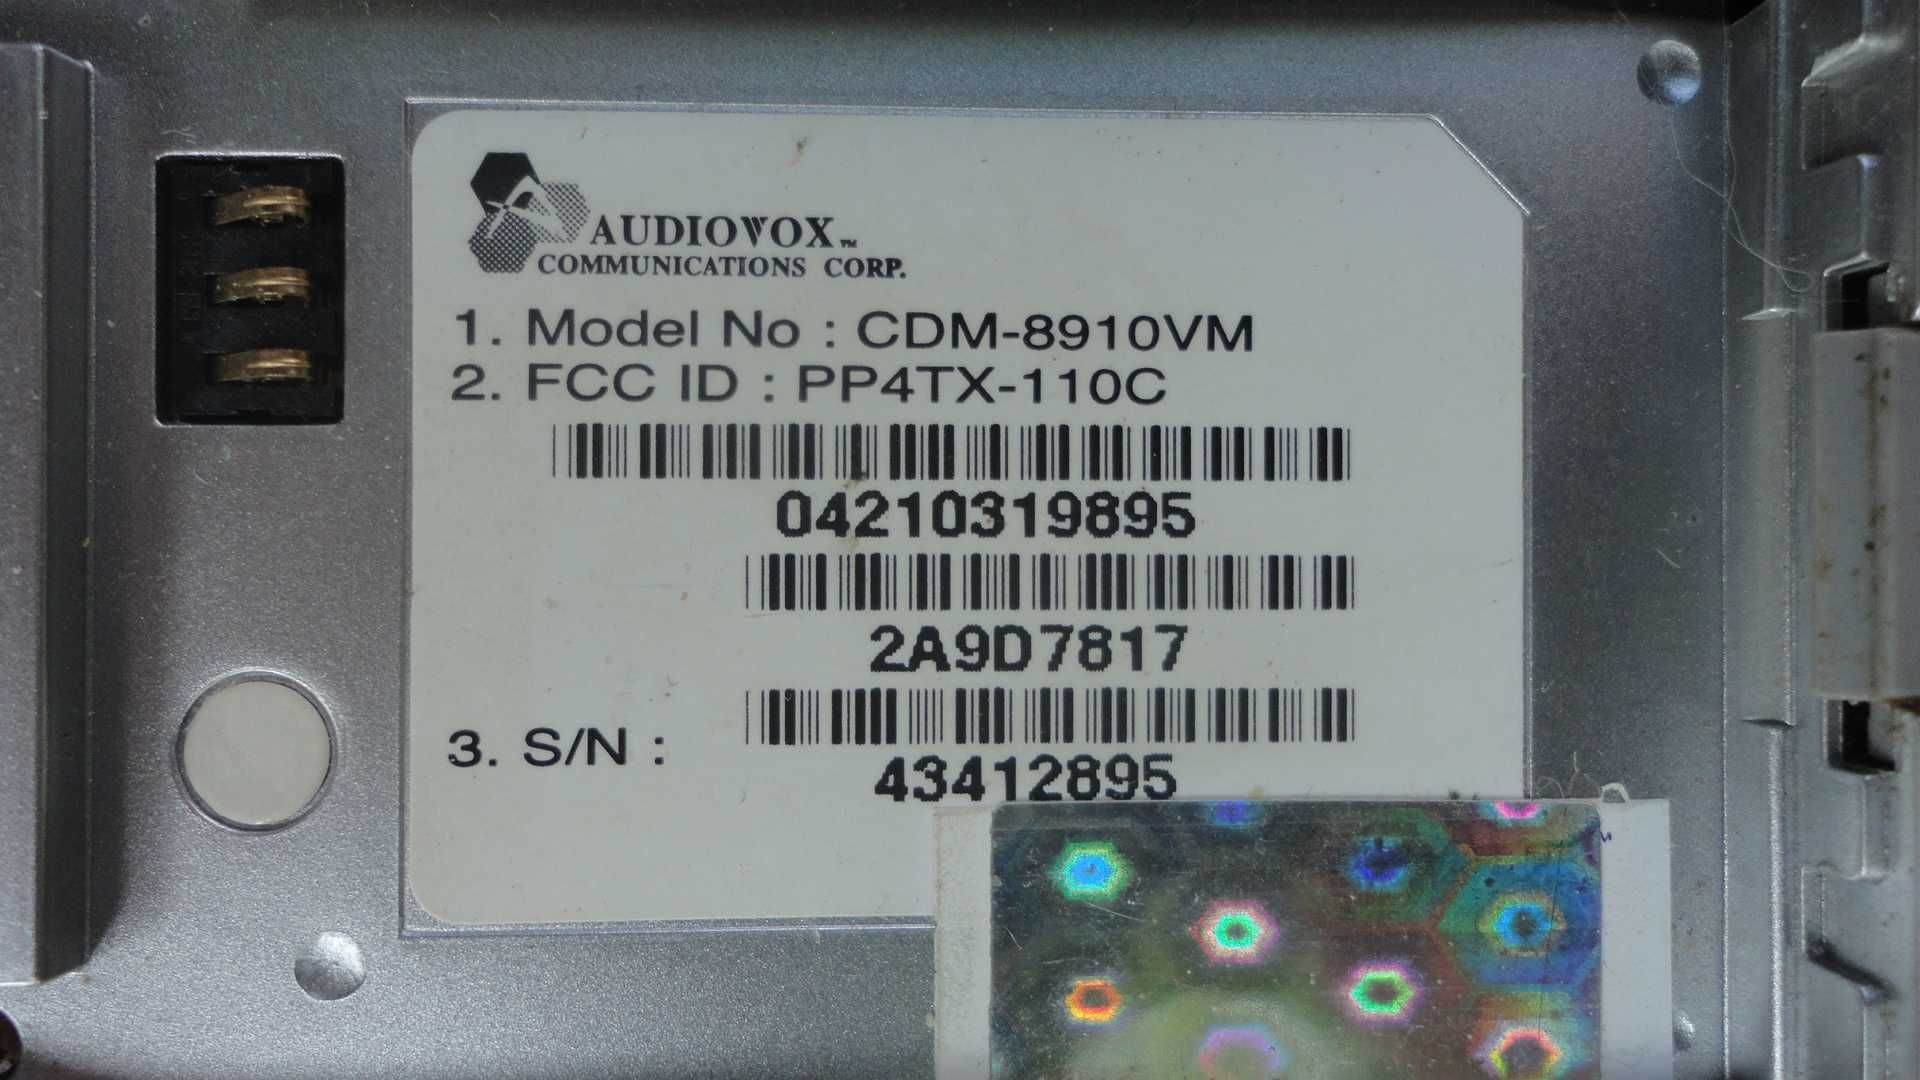 AUDIOVOX™
COMMUNICATIONS CORP.
1. Model No : CDM-8910VM
2. FCC ID : PP4TX-110C
04210319895
2A9D7817
3. S/N :
43412895